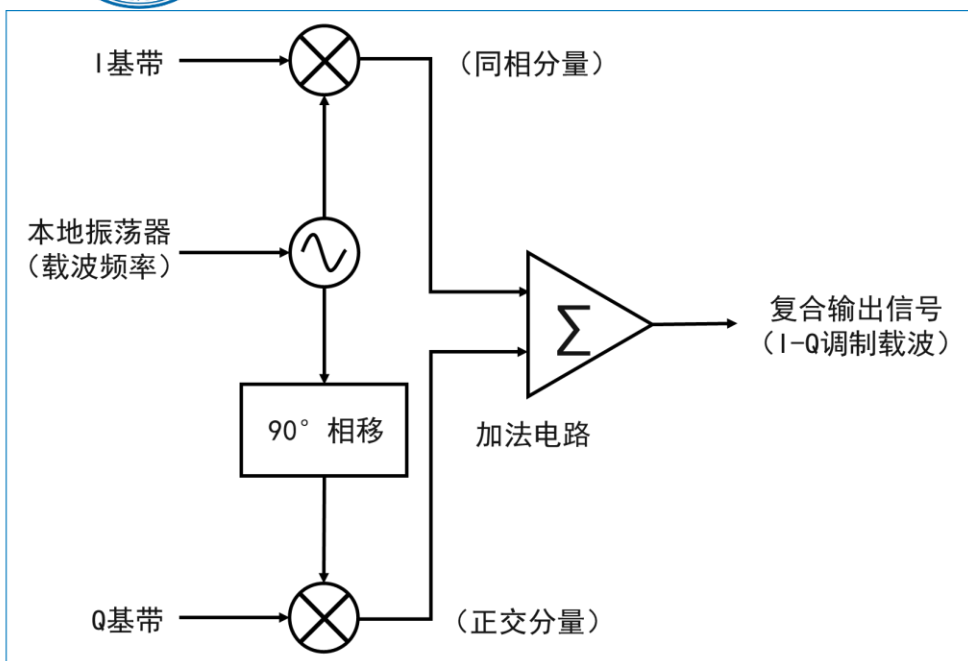 I基带
（同相分量）
本地振荡器
（载波频率）
Σ
复合输出信号
（I-Q调制载波）
90°相移
加法电路
Q基带
（正交分量）